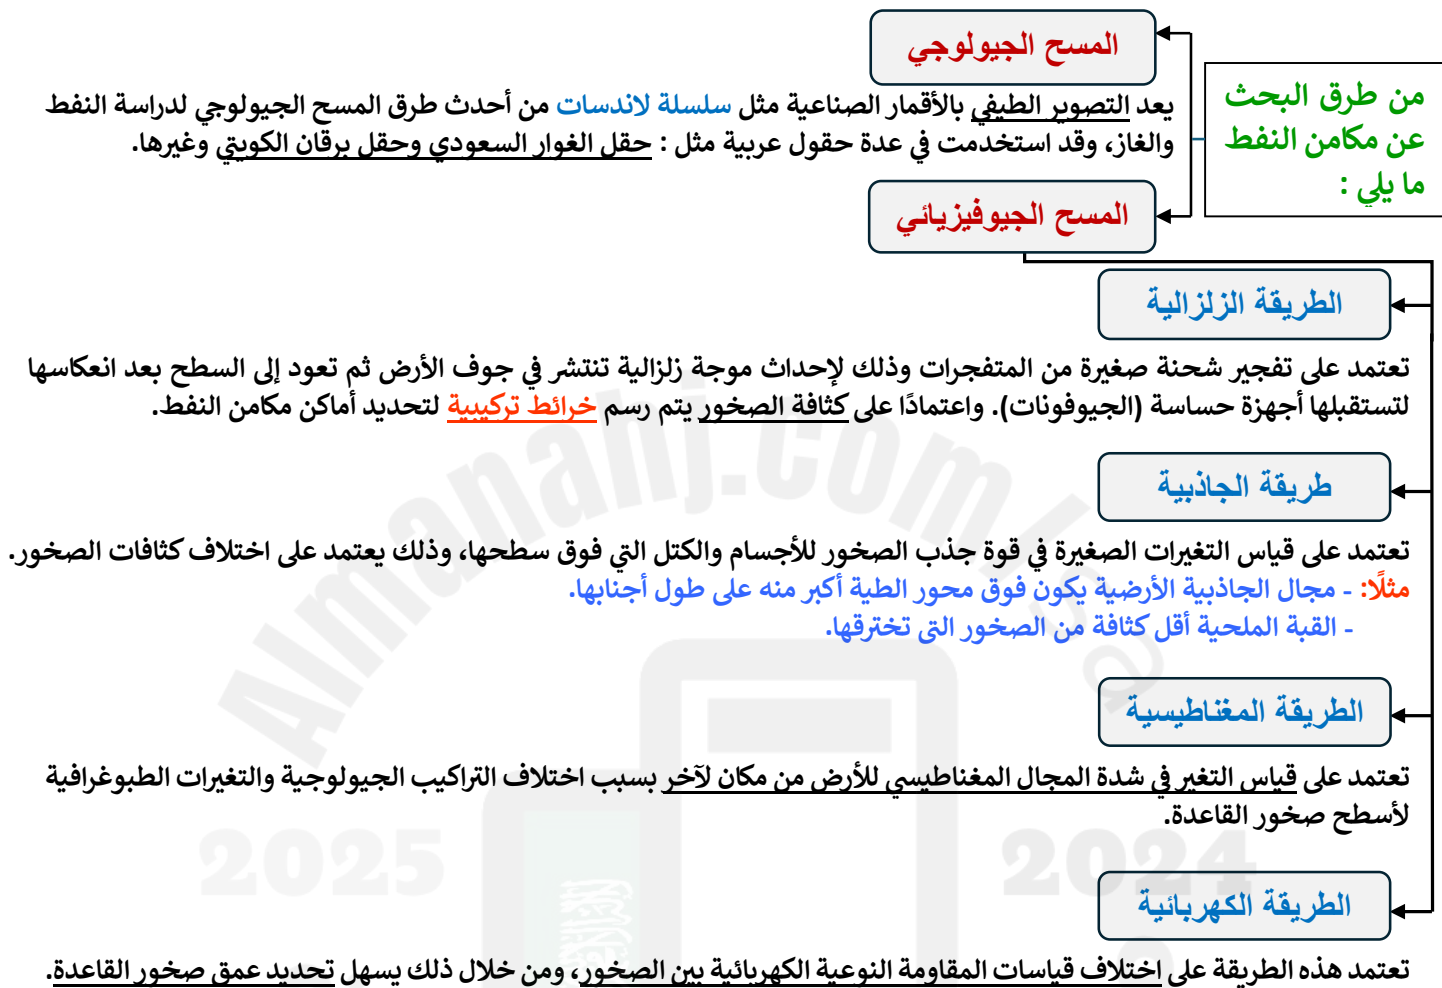 من طرق البحث
عن مكامن النفط
ما يلي :
المسح الجيولوجي
يعد التصوير الطيفي بالأقمار الصناعية مثل سلسلة لاندسات من أحدث طرق المسح الجيولوجي لدراسة النفط
والغاز، وقد استخدمت في عدة حقول عربية مثل : حقل الغوار السعودي وحقل برقان الكويتي وغيرها.
المسح الجيوفيزيائي
الطريقة الزلزالية
تعتمد على تفجير شحنة صغيرة من المتفجرات وذلك لإحداث موجة زلزالية تنتشر في جوف الأرض ثم تعود إلى السطح بعد انعكاسها
لتستقبلها أجهزة حساسة (الجيوفونات). واعتمادًا على كثافة الصخور يتم رسم خرائط تركيبية لتحديد أماكن مكامن النفط.
طريقة الجاذبية
تعتمد على قياس التغيرات الصغيرة في قوة جذب الصخور للأجسام والكتل التي فوق سطحها، وذلك يعتمد على اختلاف كثافات الصخور.
مثلًا: - مجال الجاذبية الأرضية يكون فوق محور الطية أكبر منه على طول أجنابها.
- القبة الملحية أقل كثافة من الصخور التى تخترقها.
الطريقة المغناطيسية
تعتمد على قياس التغير في شدة المجال المغناطيسي للأرض من مكان لآخر بسبب اختلاف التراكيب الجيولوجية والتغيرات الطبوغرافية
لأسطح صخور القاعدة.
الطريقة الكهربائية
تعتمد هذه الطريقة على اختلاف قياسات المقاومة النوعية الكهربائية بين الصخور، ومن خلال ذلك يسهل تحديد عمق صخور القاعدة.
Almanahj.com/sa
2025
2024